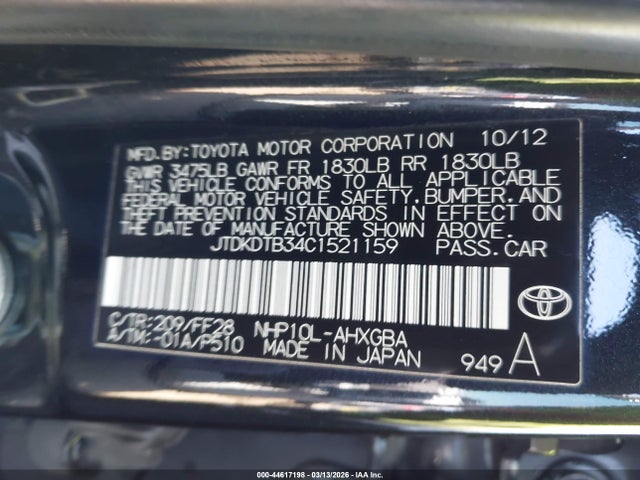 MFD.BY:TOYOTA MOTOR CORPORATION 10/12
GVWR 3475LB GAWR FR 1830LB RR 1830LB
THIS VEHICLE CONFORMS TO ALL APPLICABLE
FEDERAL MOTOR VEHICLE SAFETY,BUMPER,AND
THEFT PREVENTION STANDARDS IN EFFECT ON
THE DATE OF MANUFACTURE SHOWN ABOVE.
JTDKDTB34C1521159 PASS.CAR
C/TR:209/FF28 NHP10L-AHXGBA
A/TM:-01A/P510 MADE IN JAPAN 949 A
000-44617198 - 03/13/2026 - IAA Inc.